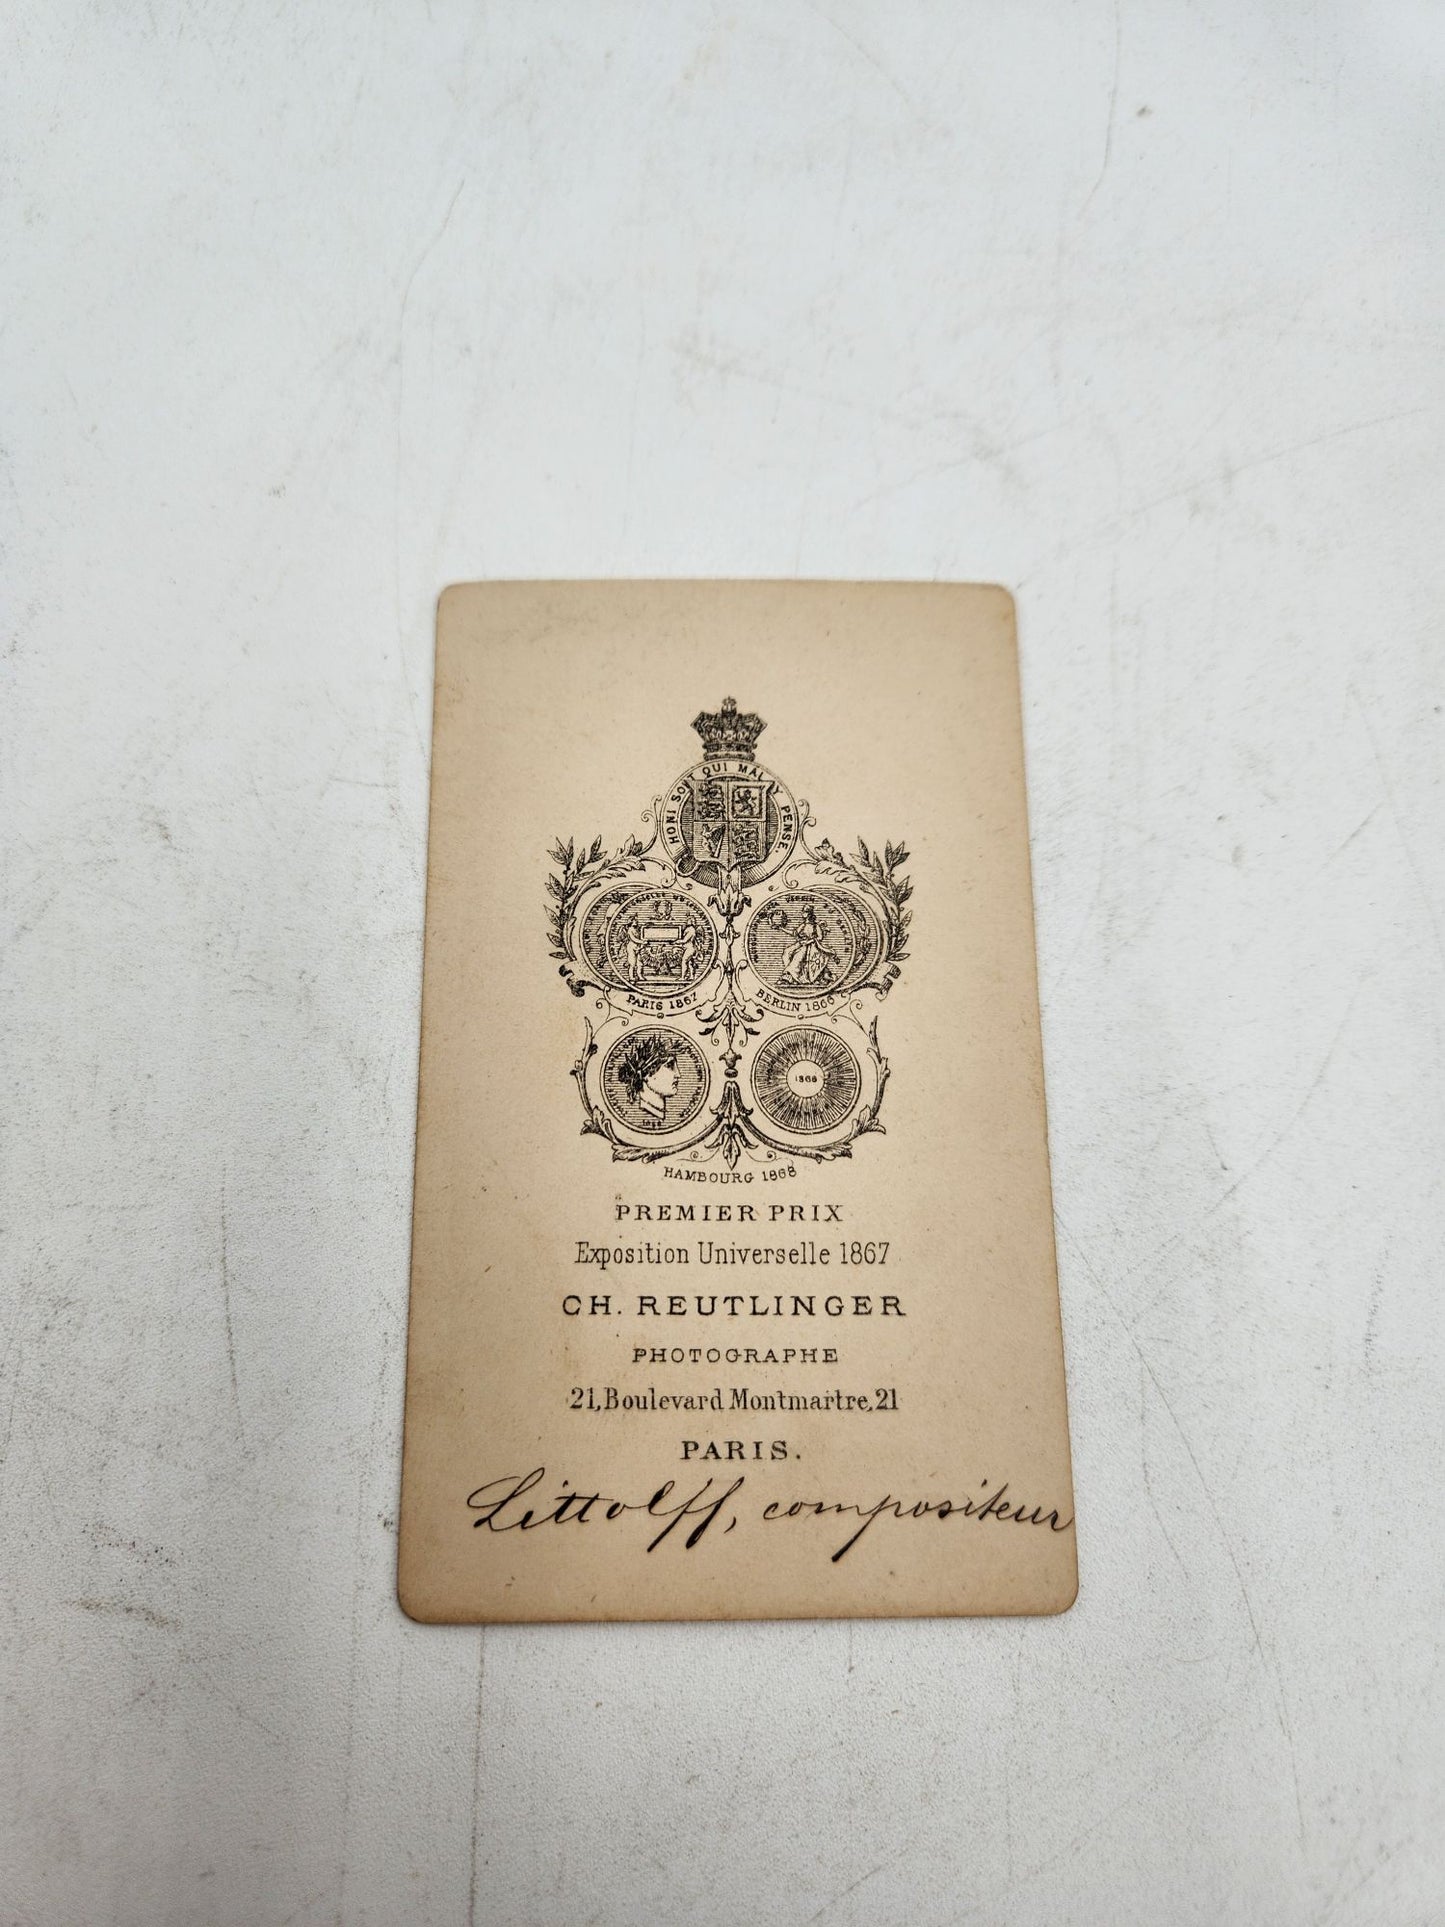 HONI SOIT QUI MAL Y PENSE.
PARIS 1867
BERLIN 1866
1868
HAMBOURG 1868
PREMIER PRIX
Exposition Universelle 1867
CH. REUTLINGER
PHOTOGRAPHE
21, Boulevard Montmartre, 21
PARIS.
Littolff, compositeur